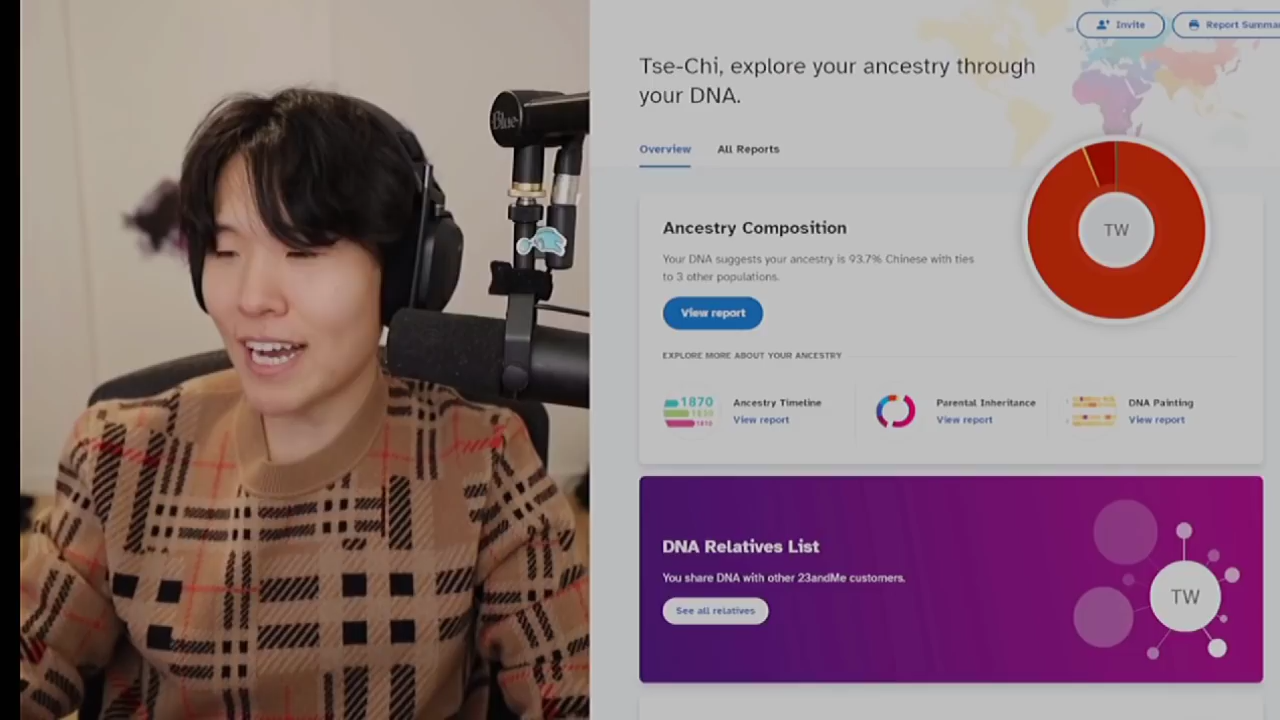 Blue
Invite
Report Summa
Tse-Chi, explore your ancestry through
your DNA.
Overview
All Reports
Ancestry Composition
Your DNA suggests your ancestry is 93.7% Chinese with ties
to 3 other populations.
View report
TW
EXPLORE MORE ABOUT YOUR ANCESTRY
1870
1830
1810
Ancestry Timeline
View report
Parental Inheritance
View report
DNA Painting
View report
DNA Relatives List
You share DNA with other 23andMe customers.
See all relatives
TW